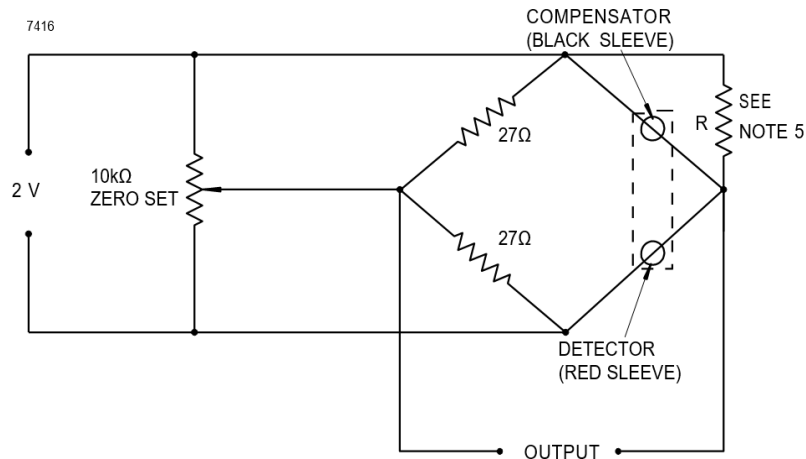 7416
COMPENSATOR
(BLACK SLEEVE)
27Ω
R
SEE
NOTE 5
2 V
10kΩ
ZERO SET
27Ω
DETECTOR
(RED SLEEVE)
OUTPUT